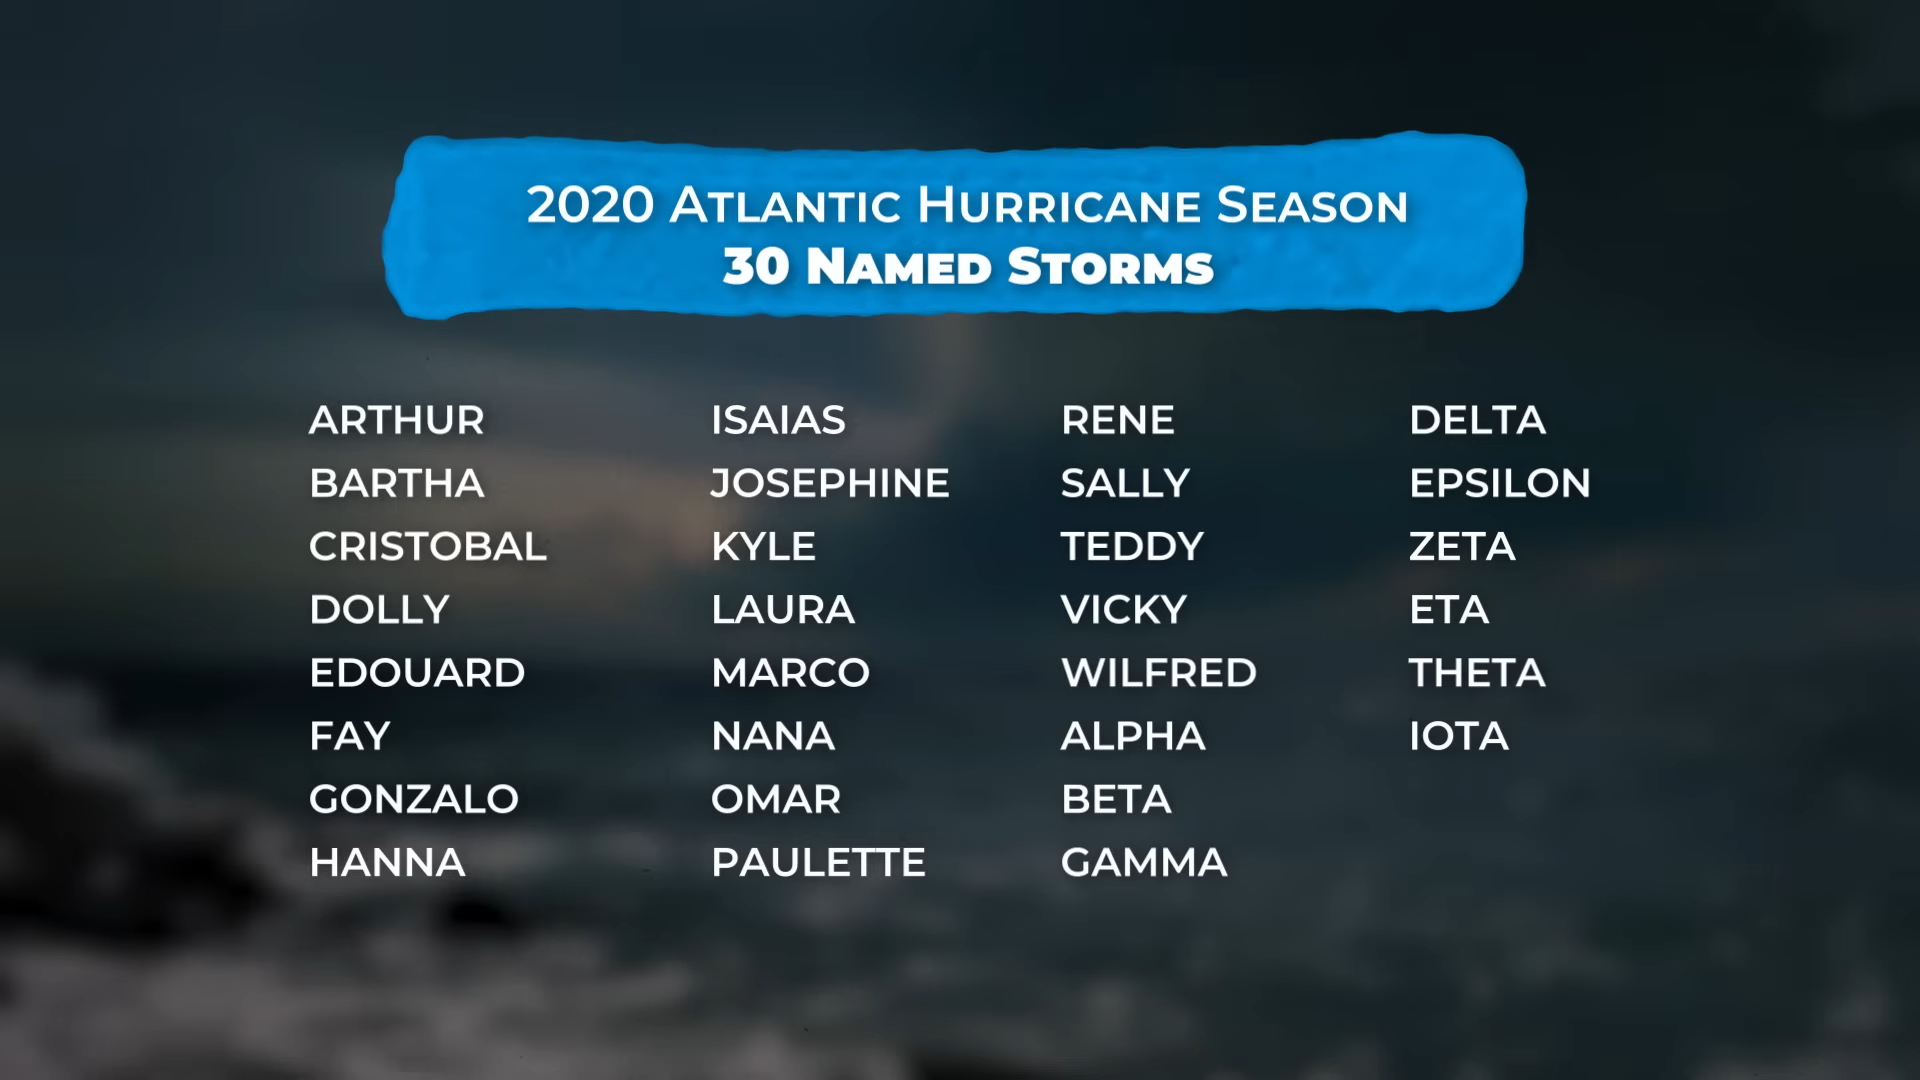 2020 ATLANTIC HURRICANE SEASON
30 NAMED STORMS
ARTHUR
BARTHA
CRISTOBAL
DOLLY
EDOUARD
FAY
GONZALO
HANNA
ISAIAS
JOSEPHINE
KYLE
LAURA
MARCO
NANA
OMAR
PAULETTE
RENE
SALLY
TEDDY
VICKY
WILFRED
ALPHA
BETA
GAMMA
DELTA
EPSILON
ZETA
ETA
THETA
IOTA